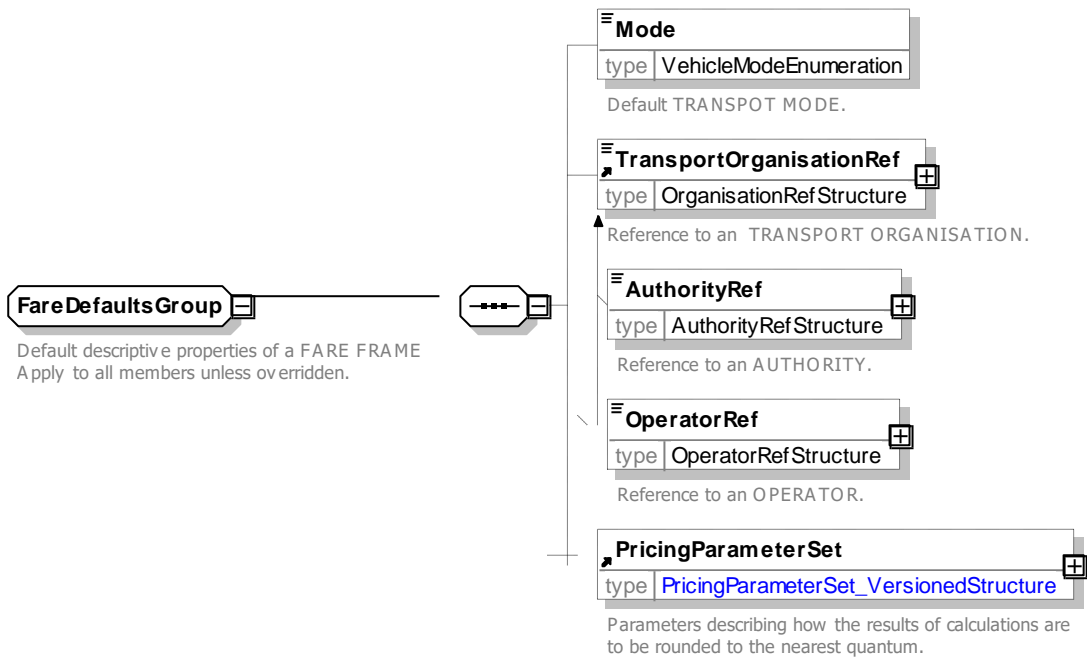 Mode
type VehicleModeEnumeration
Default TRANSPOT MODE.
TransportOrganisationRef
type OrganisationRefStructure
Reference to an TRANSPORT ORGANISATION.
AuthorityRef
type AuthorityRefStructure
Reference to an AUTHORITY.
FareDefaultsGroup
Default descriptive properties of a FARE FRAME
Apply to all members unless overridden.
OperatorRef
type OperatorRefStructure
Reference to an OPERATOR.
PricingParameterSet
type PricingParameterSet_VersionedStructure
Parameters describing how the results of calculations are
to be rounded to the nearest quantum.